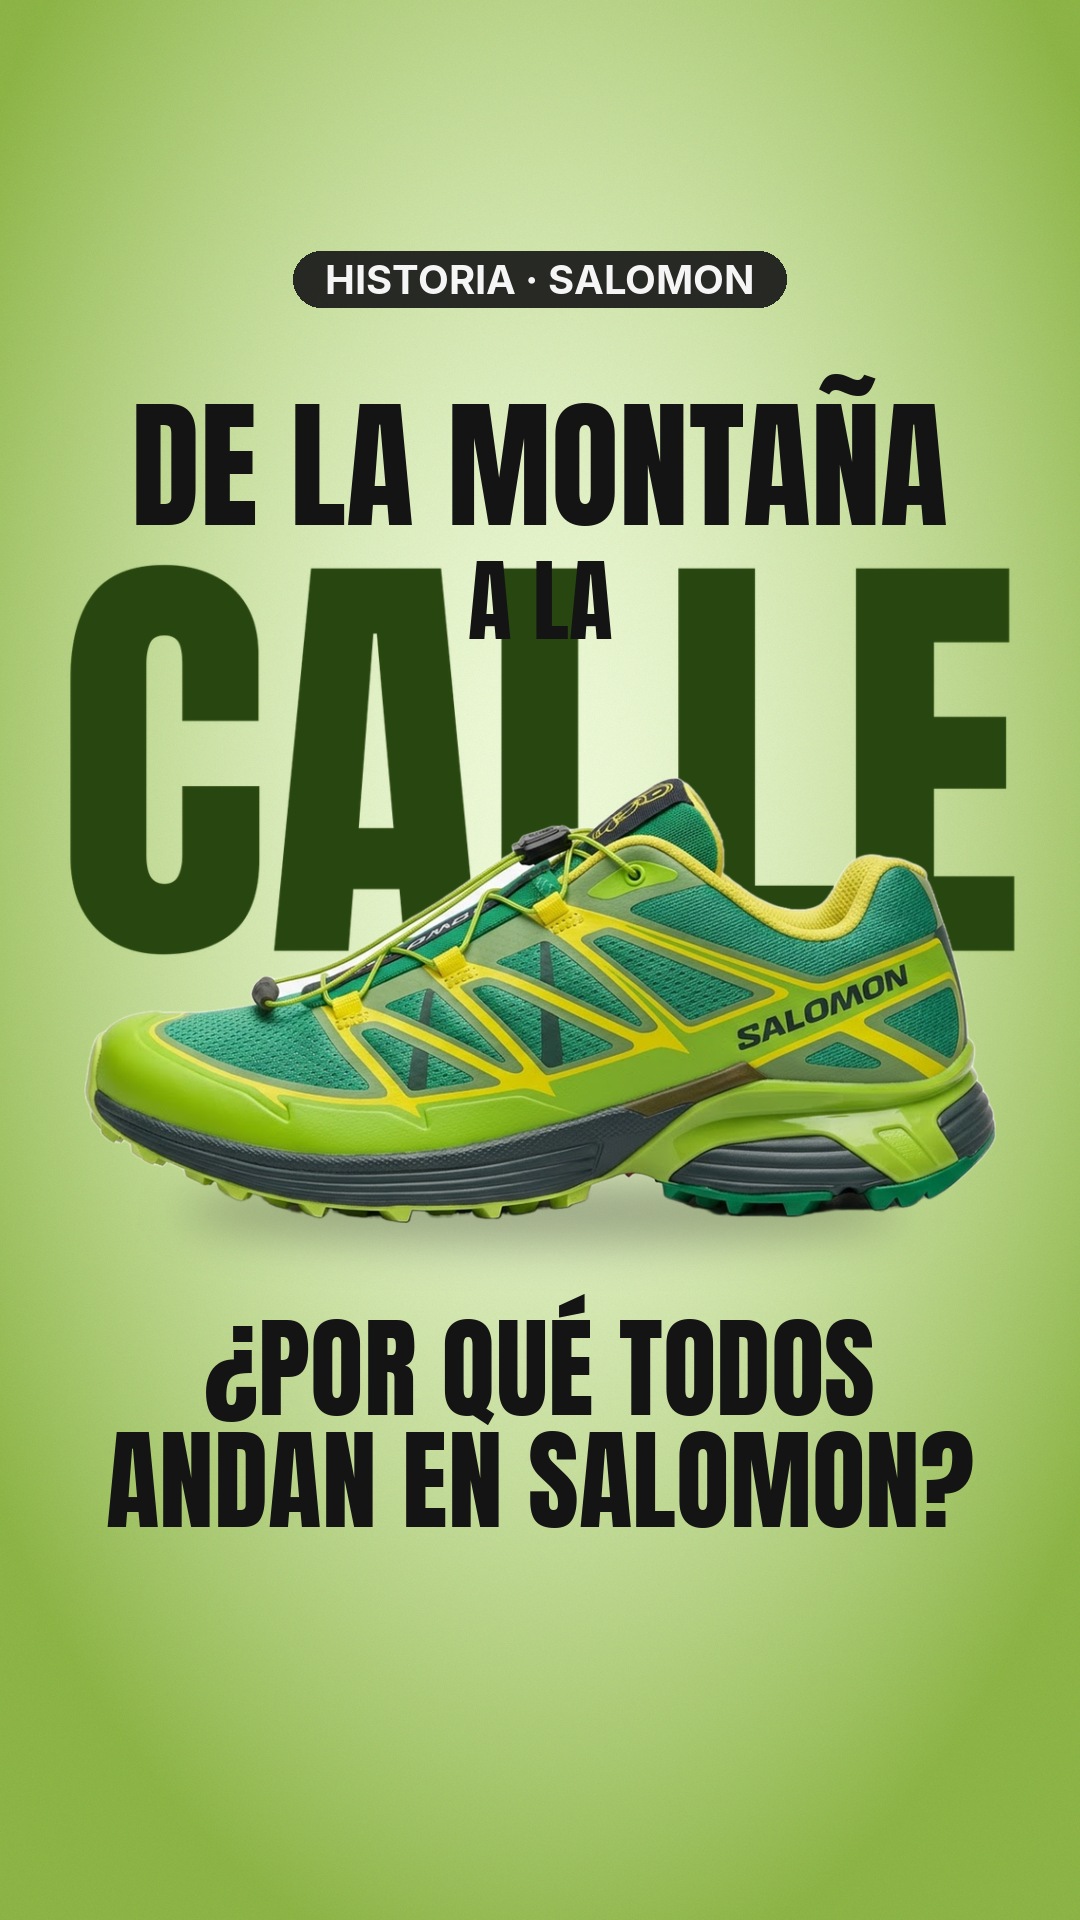 HISTORIA · SALOMON
DE LA MONTAÑA
A LA
CALLE
SALOMON
¿POR QUÉ TODOS
ANDAN EN SALOMON?